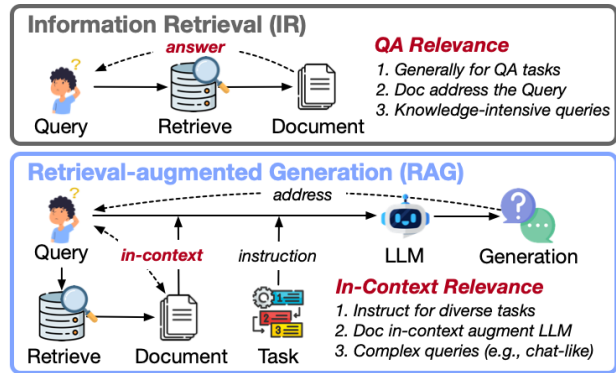 Information Retrieval (IR)
answer
QA Relevance
1. Generally for QA tasks
2. Doc address the Query
3. Knowledge-intensive queries
?
Query
Retrieve
Document
Retrieval-augmented Generation (RAG)
address
?
?
Query
in-context
instruction
LLM
Generation
In-Context Relevance
1. Instruct for diverse tasks
2. Doc in-context augment LLM
3. Complex queries (e.g., chat-like)
1
2
3
Retrieve
Document
Task